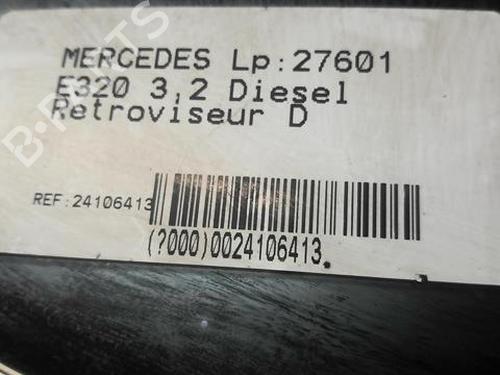 MERCEDES Lp:27601
E320 3,2 Diesel
Retroviseur D
REF:24106413
(?000)0024106413.